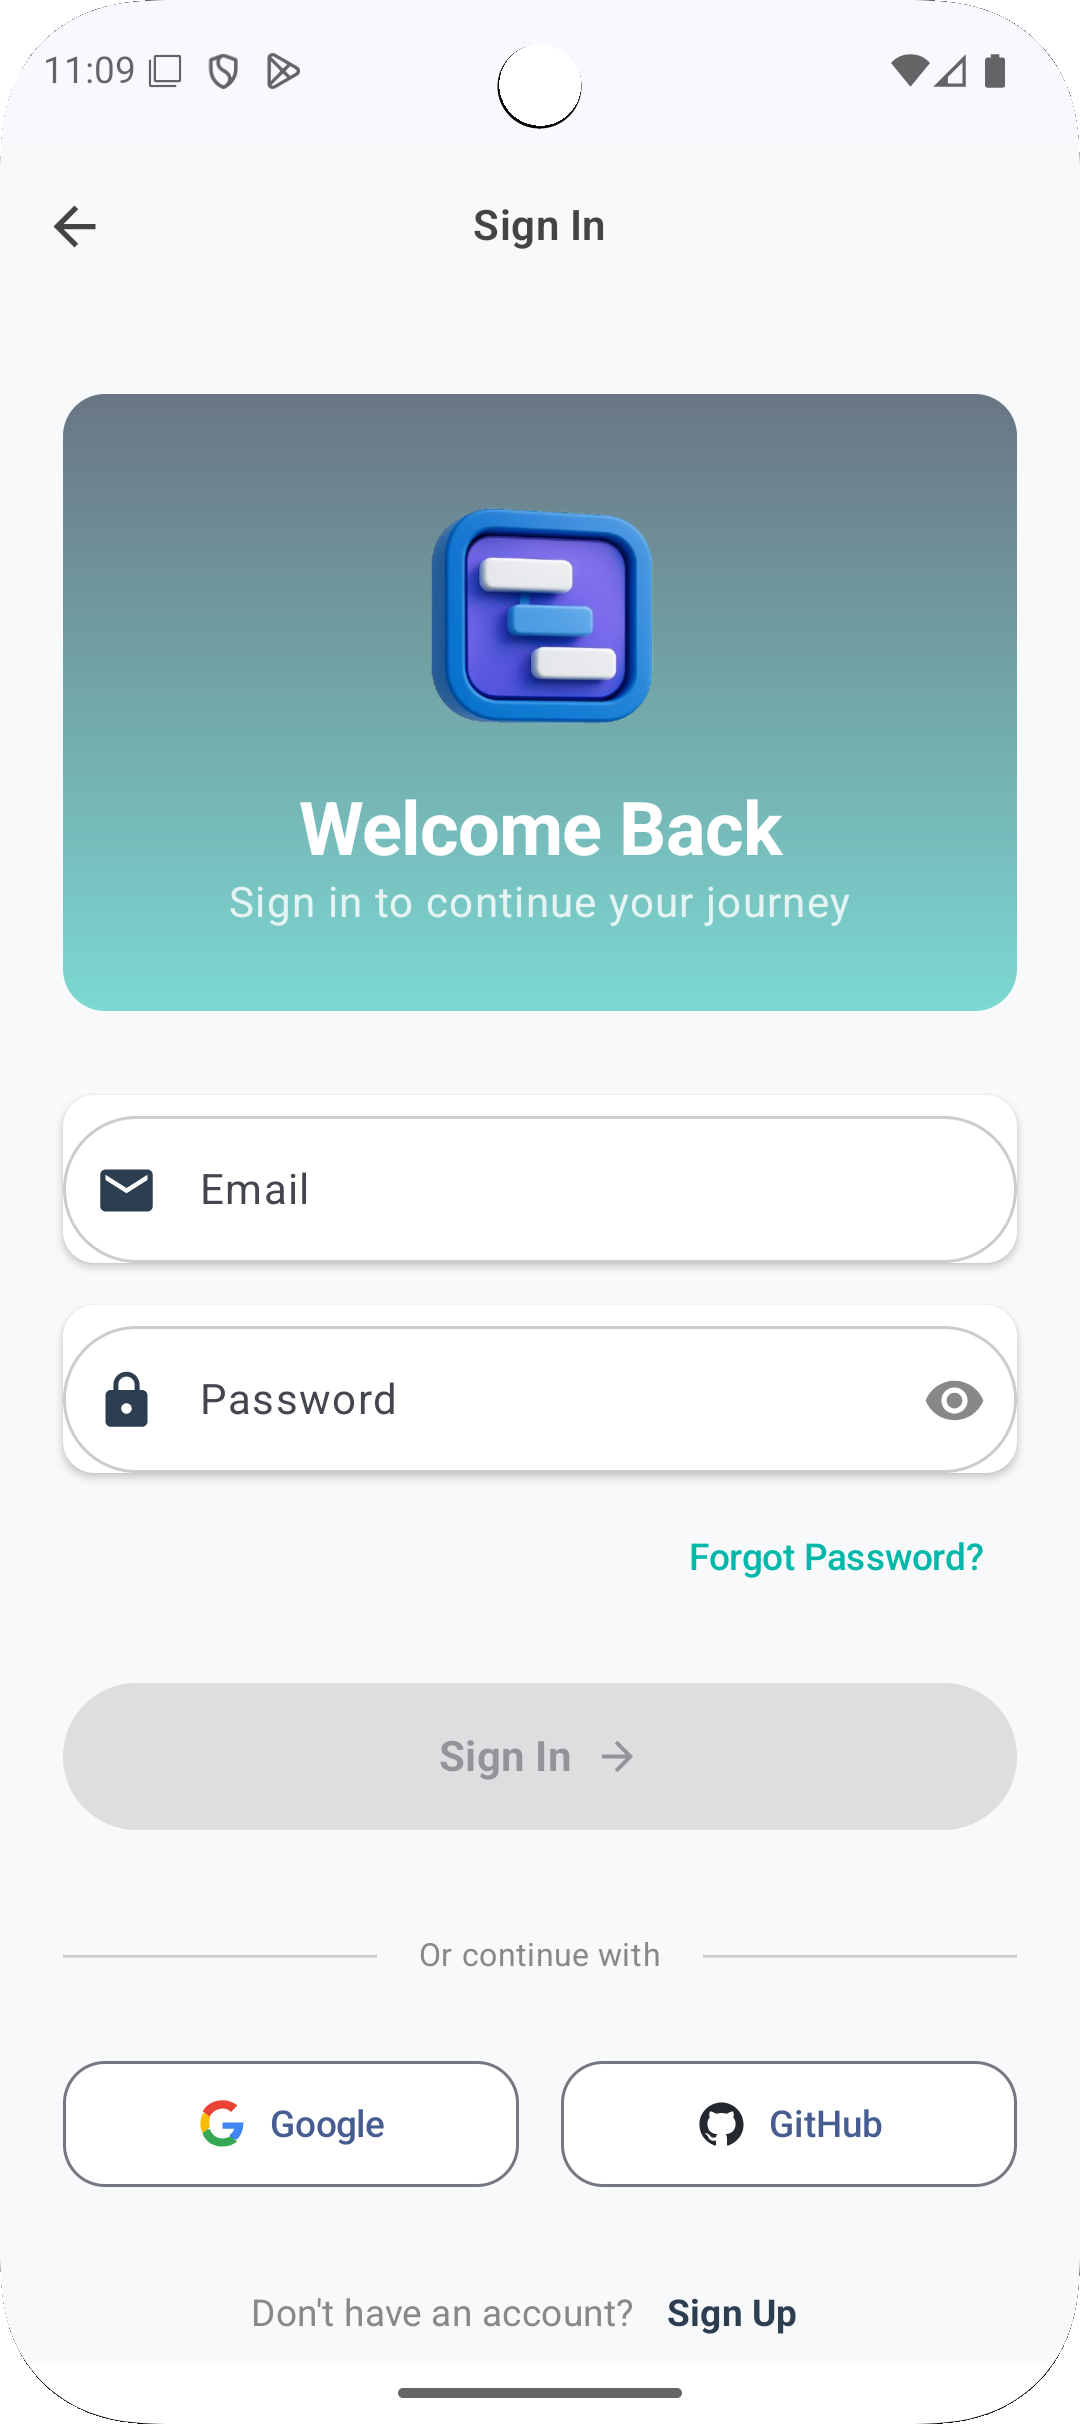 11:09
Sign In
Welcome Back
Sign in to continue your journey
Email
Password
Forgot Password?
Sign In
Or continue with
Google
GitHub
Don't have an account? Sign Up